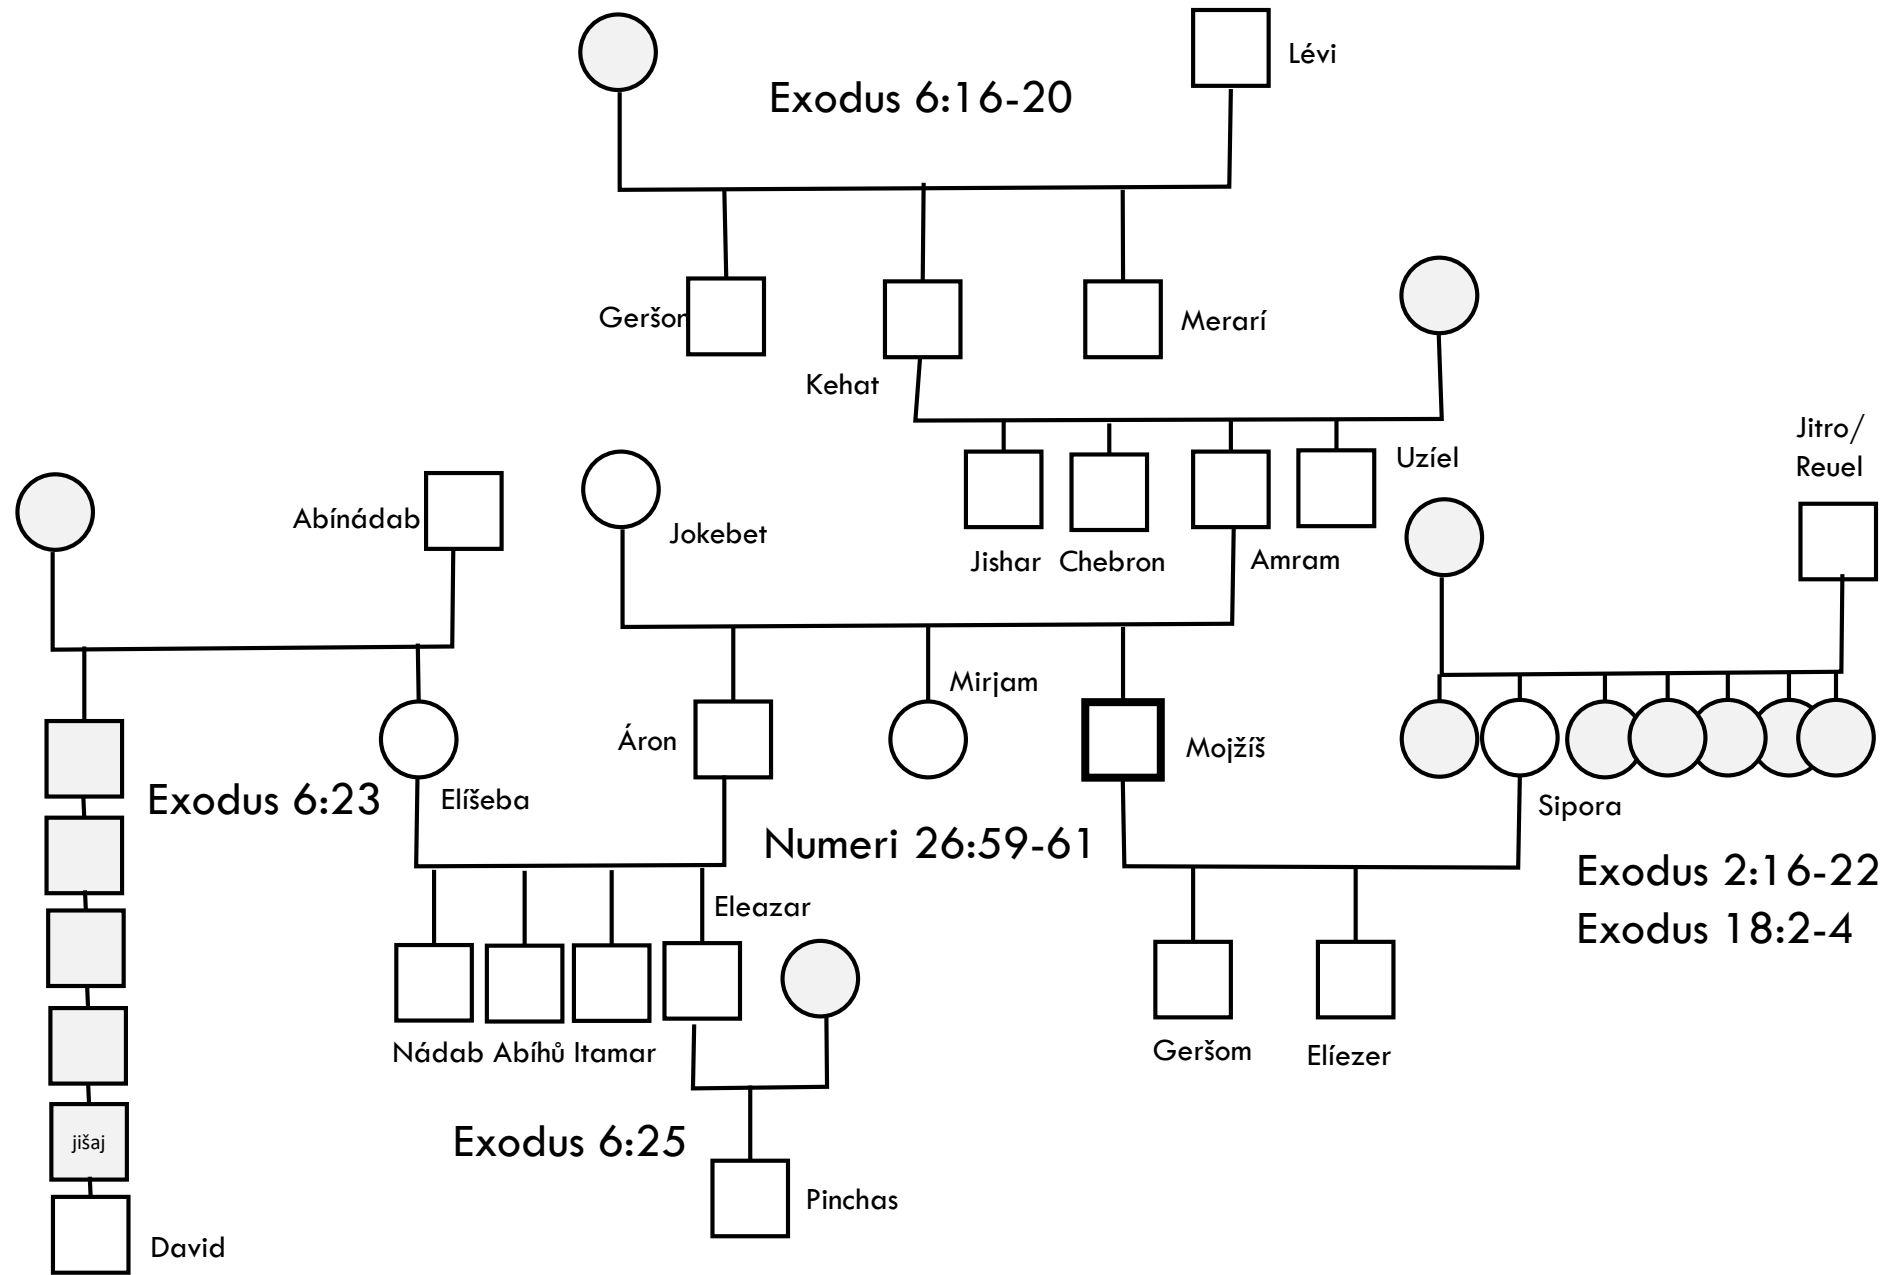 Lévi
Exodus 6:16-20
Geršon
Merarí
Kehat
Jitro/
Reuel
Uzíel
Abínádab
Jokebet
Jishar Chebron
Amram
Mirjam
Áron
Mojžíš
Exodus 6:23
Elíšeba
Sipora
Numeri 26:59-61
Exodus 2:16-22
Exodus 18:2-4
Eleazar
Nádab Abíhů Itamar
Geršom
Elíezer
jišaj
Exodus 6:25
Pinchas
David